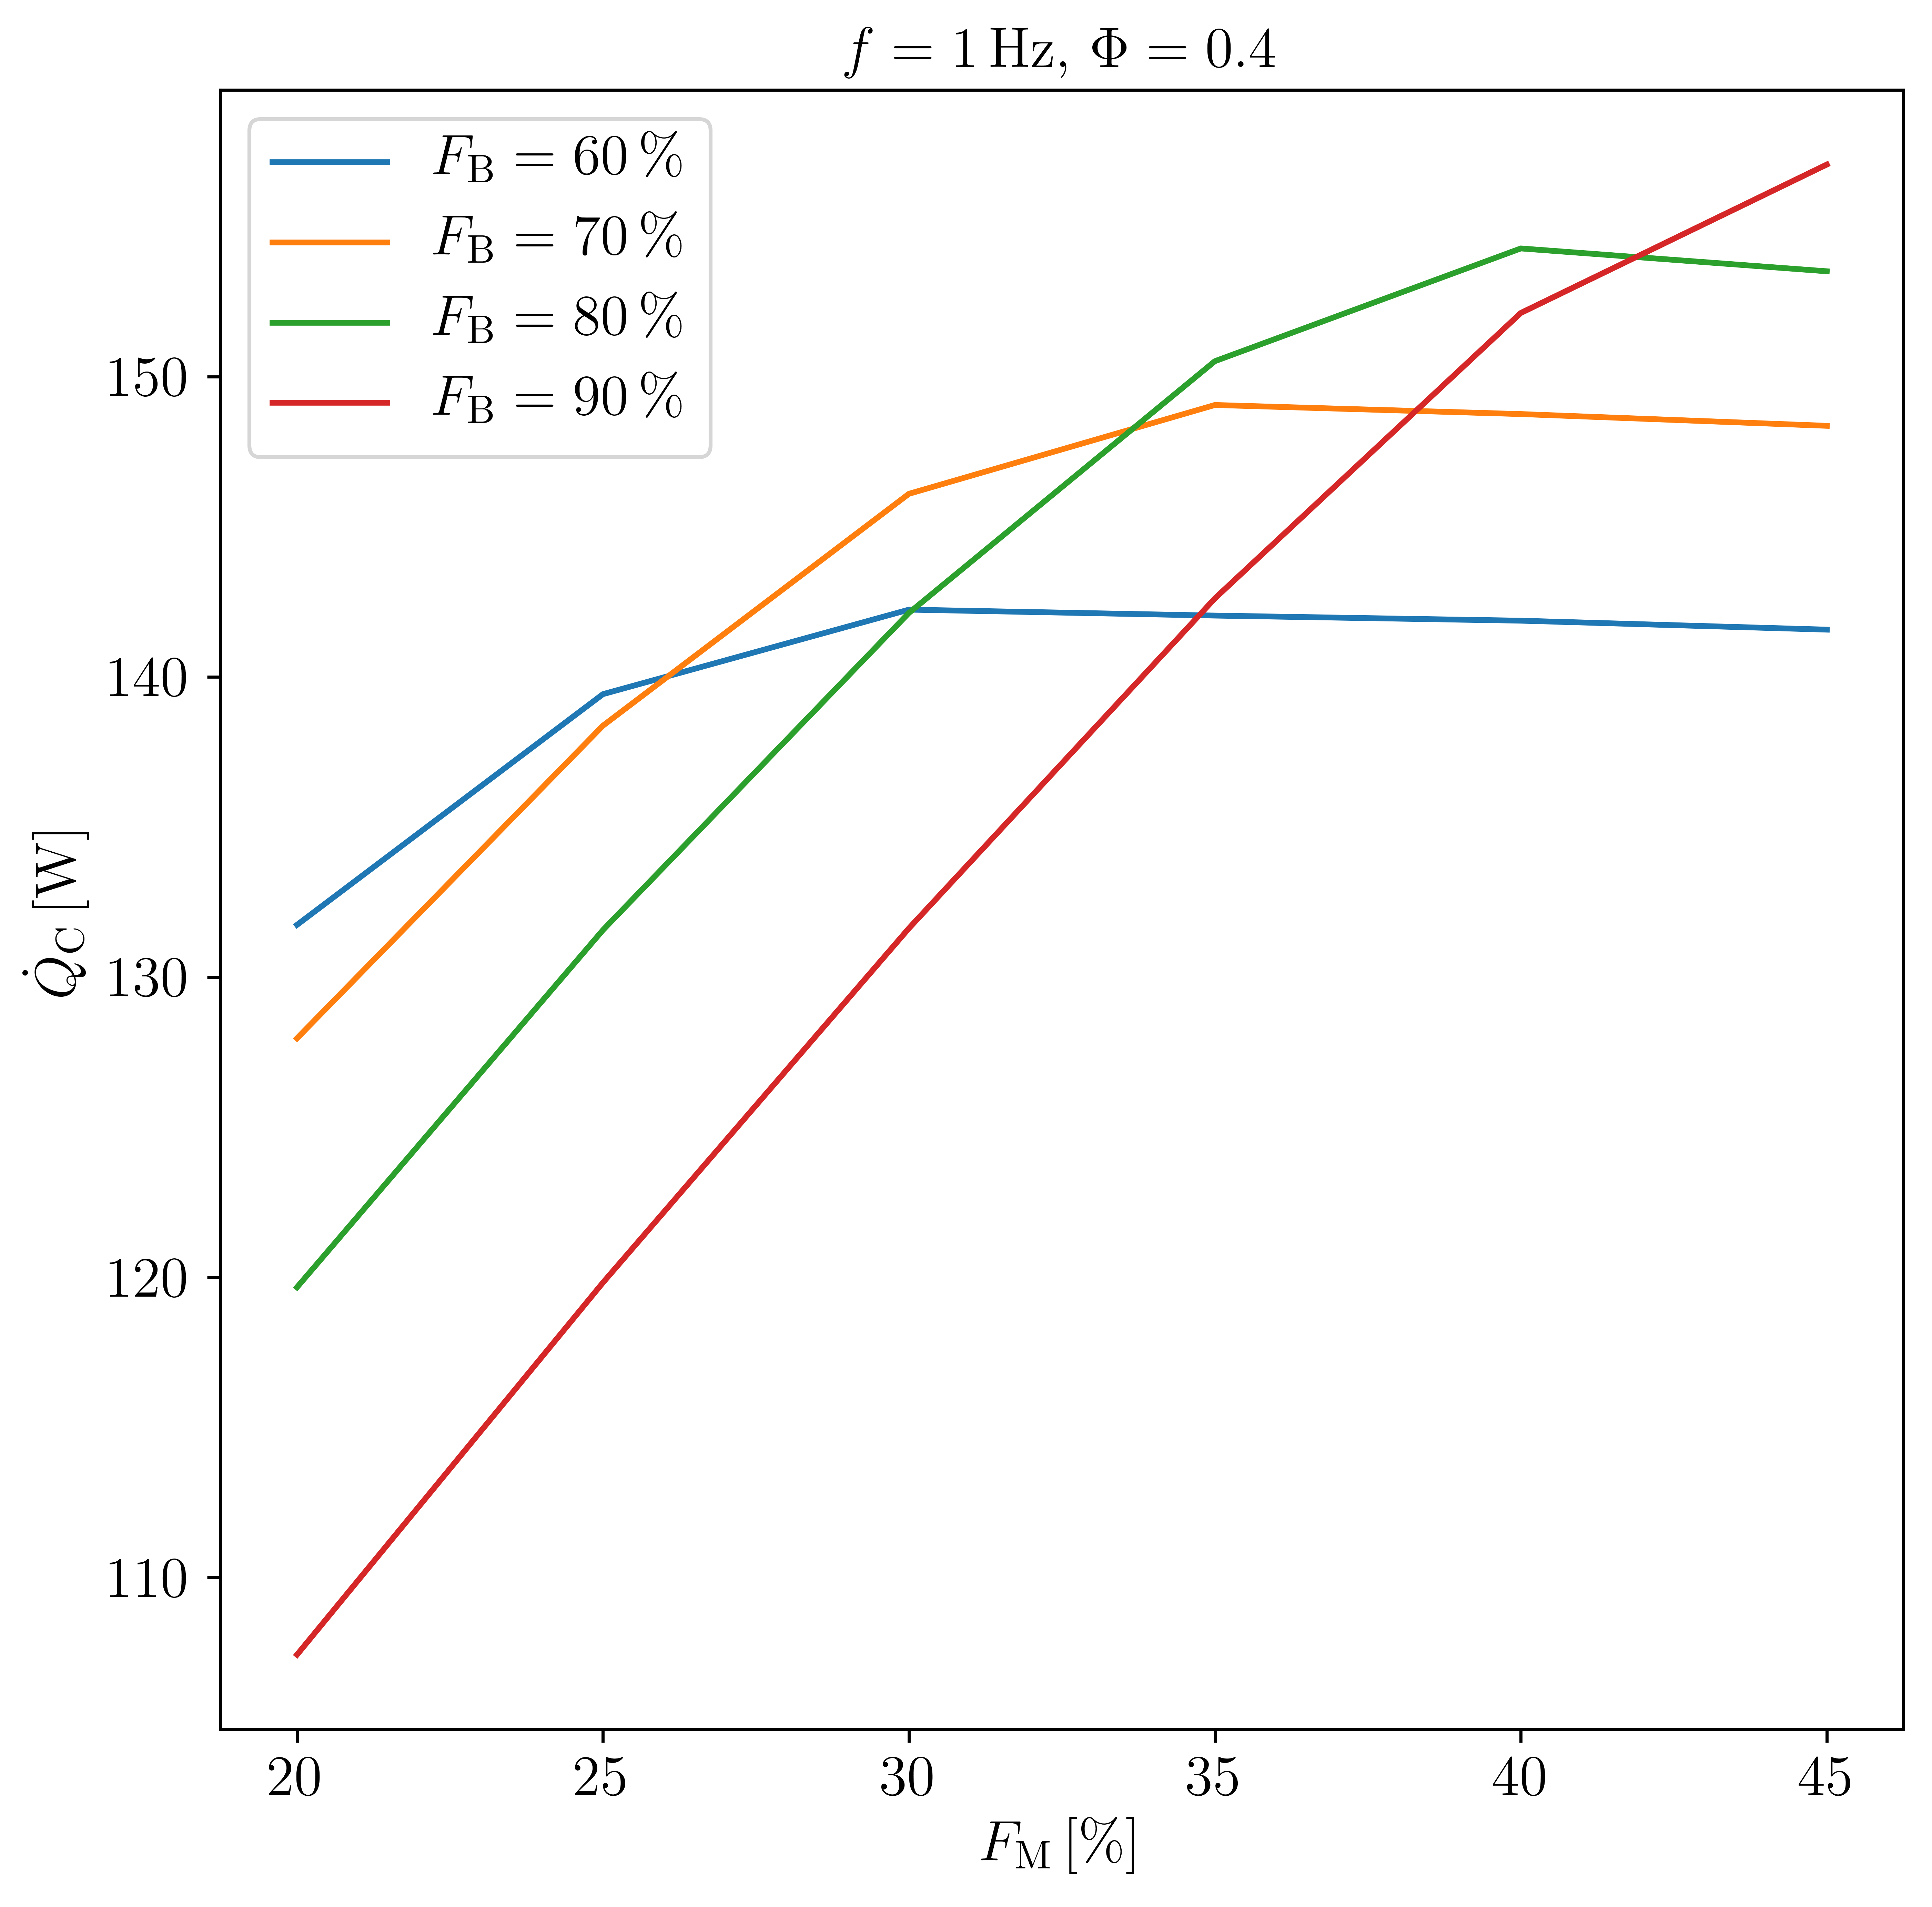 f = 1 Hz, Φ = 0.4
F_B = 60 %
F_B = 70 %
F_B = 80 %
F_B = 90 %
150
140
130
120
110
Q̇_C [W]
20 25 30 35 40 45
F_M [%]